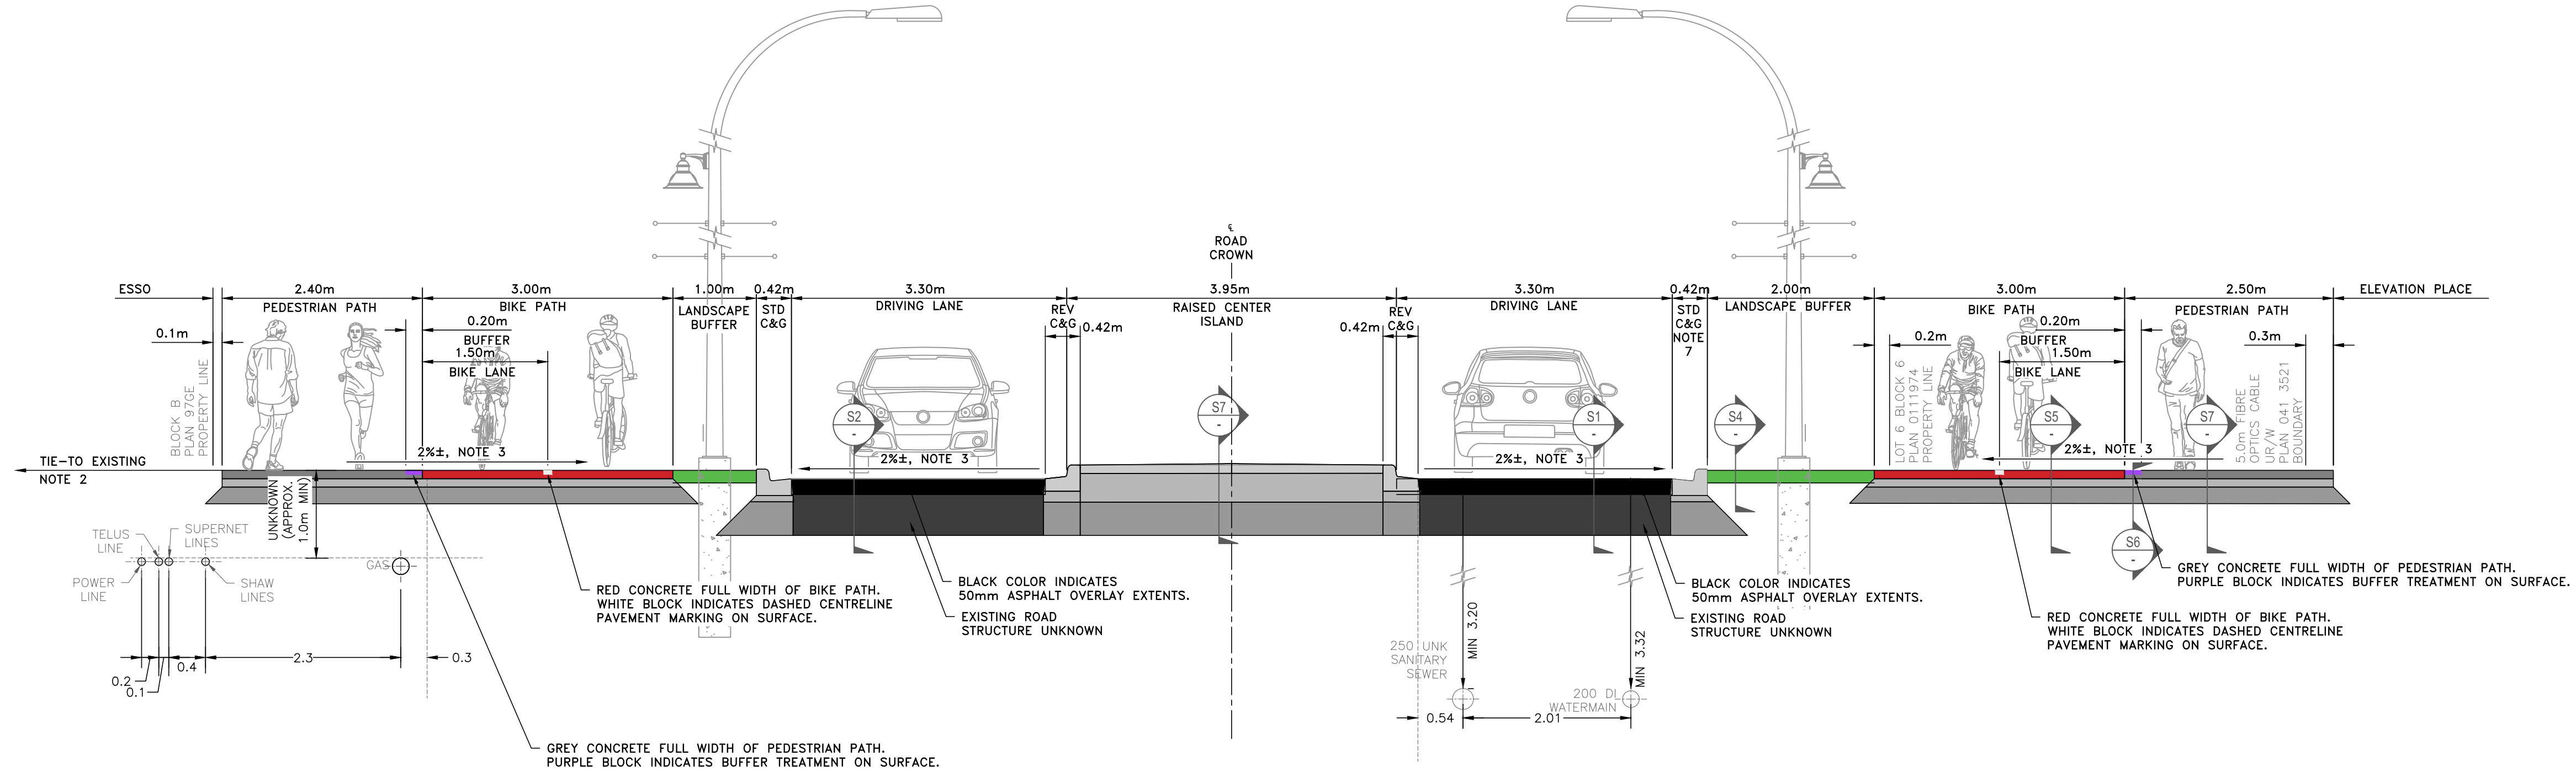 ℄
ROAD
CROWN
ESSO
2.40m
3.00m
1.00m
0.42m
3.30m
3.95m
3.30m
0.42m
2.00m
3.00m
2.50m
ELEVATION PLACE
PEDESTRIAN PATH
BIKE PATH
LANDSCAPE
BUFFER
STD
C&G
DRIVING LANE
REV
C&G
0.42m
RAISED CENTER
ISLAND
0.42m
REV
C&G
DRIVING LANE
STD
C&G
NOTE
7
LANDSCAPE BUFFER
BIKE PATH
PEDESTRIAN PATH
0.1m
0.20m
BUFFER
1.50m
BIKE LANE
0.2m
0.20m
BUFFER
1.50m
BIKE LANE
0.3m
BLOCK B
PLAN 97GE
PROPERTY LINE
LOT 6 BLOCK 6
PLAN 0111974
PROPERTY LINE
5.0m FIBRE
OPTICS CABLE
UR/W
PLAN 041 3521
BOUNDARY
S2
-
S7
-
S1
-
S4
-
S5
-
S7
-
S6
-
TIE-TO EXISTING
NOTE 2
2%±, NOTE 3
2%±, NOTE 3
2%±, NOTE 3
2%±, NOTE 3
UNKNOWN
(APPROX.
1.0m MIN)
TELUS
LINE
SUPERNET
LINES
POWER
LINE
SHAW
LINES
GAS
0.2
0.1
0.4
2.3
0.3
RED CONCRETE FULL WIDTH OF BIKE PATH.
WHITE BLOCK INDICATES DASHED CENTRELINE
PAVEMENT MARKING ON SURFACE.
BLACK COLOR INDICATES
50mm ASPHALT OVERLAY EXTENTS.
EXISTING ROAD
STRUCTURE UNKNOWN
GREY CONCRETE FULL WIDTH OF PEDESTRIAN PATH.
PURPLE BLOCK INDICATES BUFFER TREATMENT ON SURFACE.
250 UNK
SANITARY
SEWER
MIN 3.20
200 DI
WATERMAIN
MIN 3.32
0.54
2.01
BLACK COLOR INDICATES
50mm ASPHALT OVERLAY EXTENTS.
EXISTING ROAD
STRUCTURE UNKNOWN
GREY CONCRETE FULL WIDTH OF PEDESTRIAN PATH.
PURPLE BLOCK INDICATES BUFFER TREATMENT ON SURFACE.
RED CONCRETE FULL WIDTH OF BIKE PATH.
WHITE BLOCK INDICATES DASHED CENTRELINE
PAVEMENT MARKING ON SURFACE.